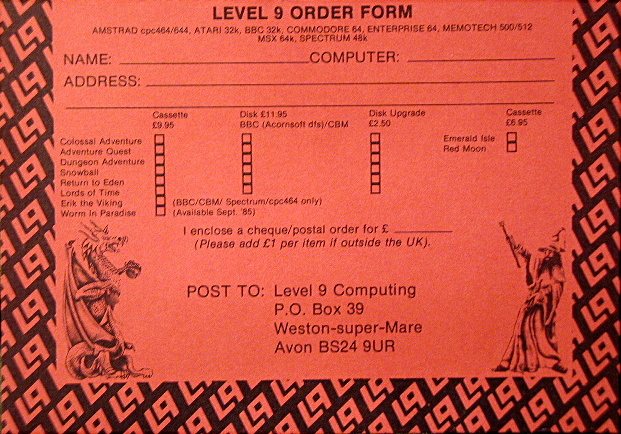 LEVEL 9 ORDER FORM
AMSTRAD cpc464/644, ATARI 32k, BBC 32k, COMMODORE 64, ENTERPRISE 64, MEMOTECH 500/512
MSX 64k, SPECTRUM 48k
NAME: COMPUTER:
ADDRESS:
Cassette Disk £11.95 Disk Upgrade Cassette
£9.95 BBC (Acornsoft dfs)/CBM £2.50 £6.95
Colossal Adventure Emerald Isle
Adventure Quest Red Moon
Dungeon Adventure
Snowball
Return to Eden
Lords of Time
Erik the Viking (BBC/CBM/ Spectrum/cpc464 only)
Worm In Paradise (Available Sept. '85)
I enclose a cheque/postal order for £
(Please add £1 per item if outside the UK).
POST TO: Level 9 Computing
P.O. Box 39
Weston-super-Mare
Avon BS24 9UR